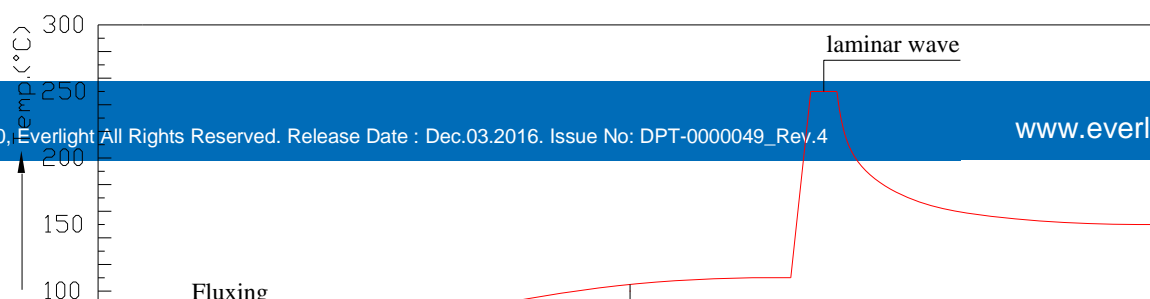 300
laminar wave
Temp.(°C)
250
0, Everlight All Rights Reserved. Release Date : Dec.03.2016. Issue No: DPT-0000049_Rev.4
www.everl
200
150
100
Fluxing